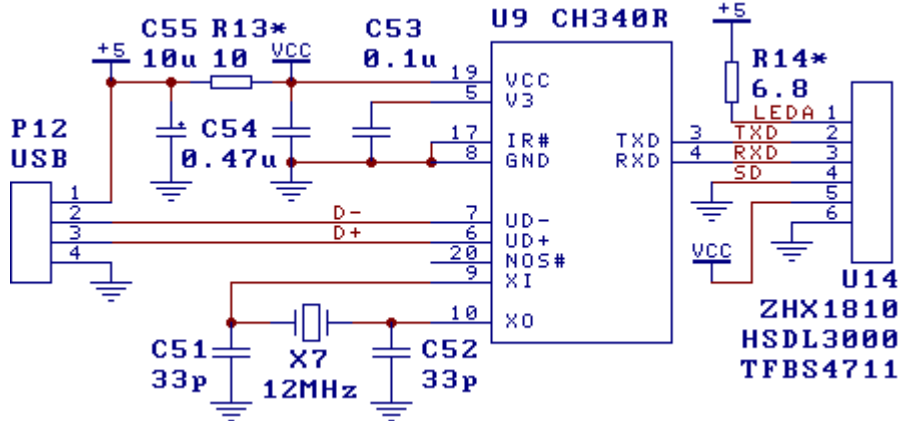 U9 CH340R
+5
C55 R13* VCC C53
10u 10 0.1u
+5
R14*
6.8
19 VCC
5 V3
17 IR#
8 GND
7 UD-
6 UD+
20 NOS#
9 XI
10 XO
TXD 3
RXD 4
LEDA 1
TXD 2
RXD 3
SD 4
5
6
VCC
P12
USB
1
2
3
4
C54
0.47u
D-
D+
C51
33p
X7
12MHz
C52
33p
U14
ZHX1810
HSDL3000
TFBS4711